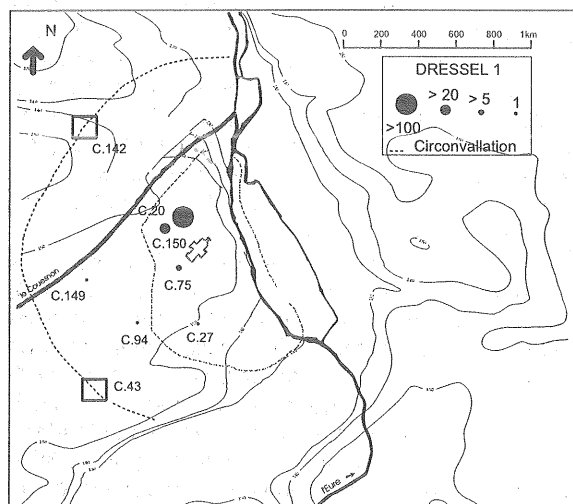 N
0 200 400 600 800 1km
DRESSEL 1
>100 > 20 > 5 1
Circonvallation
C.142
C.20
C.150
C.75
le Couesnon
C.149
C.94
C.27
C.43
l'Eure